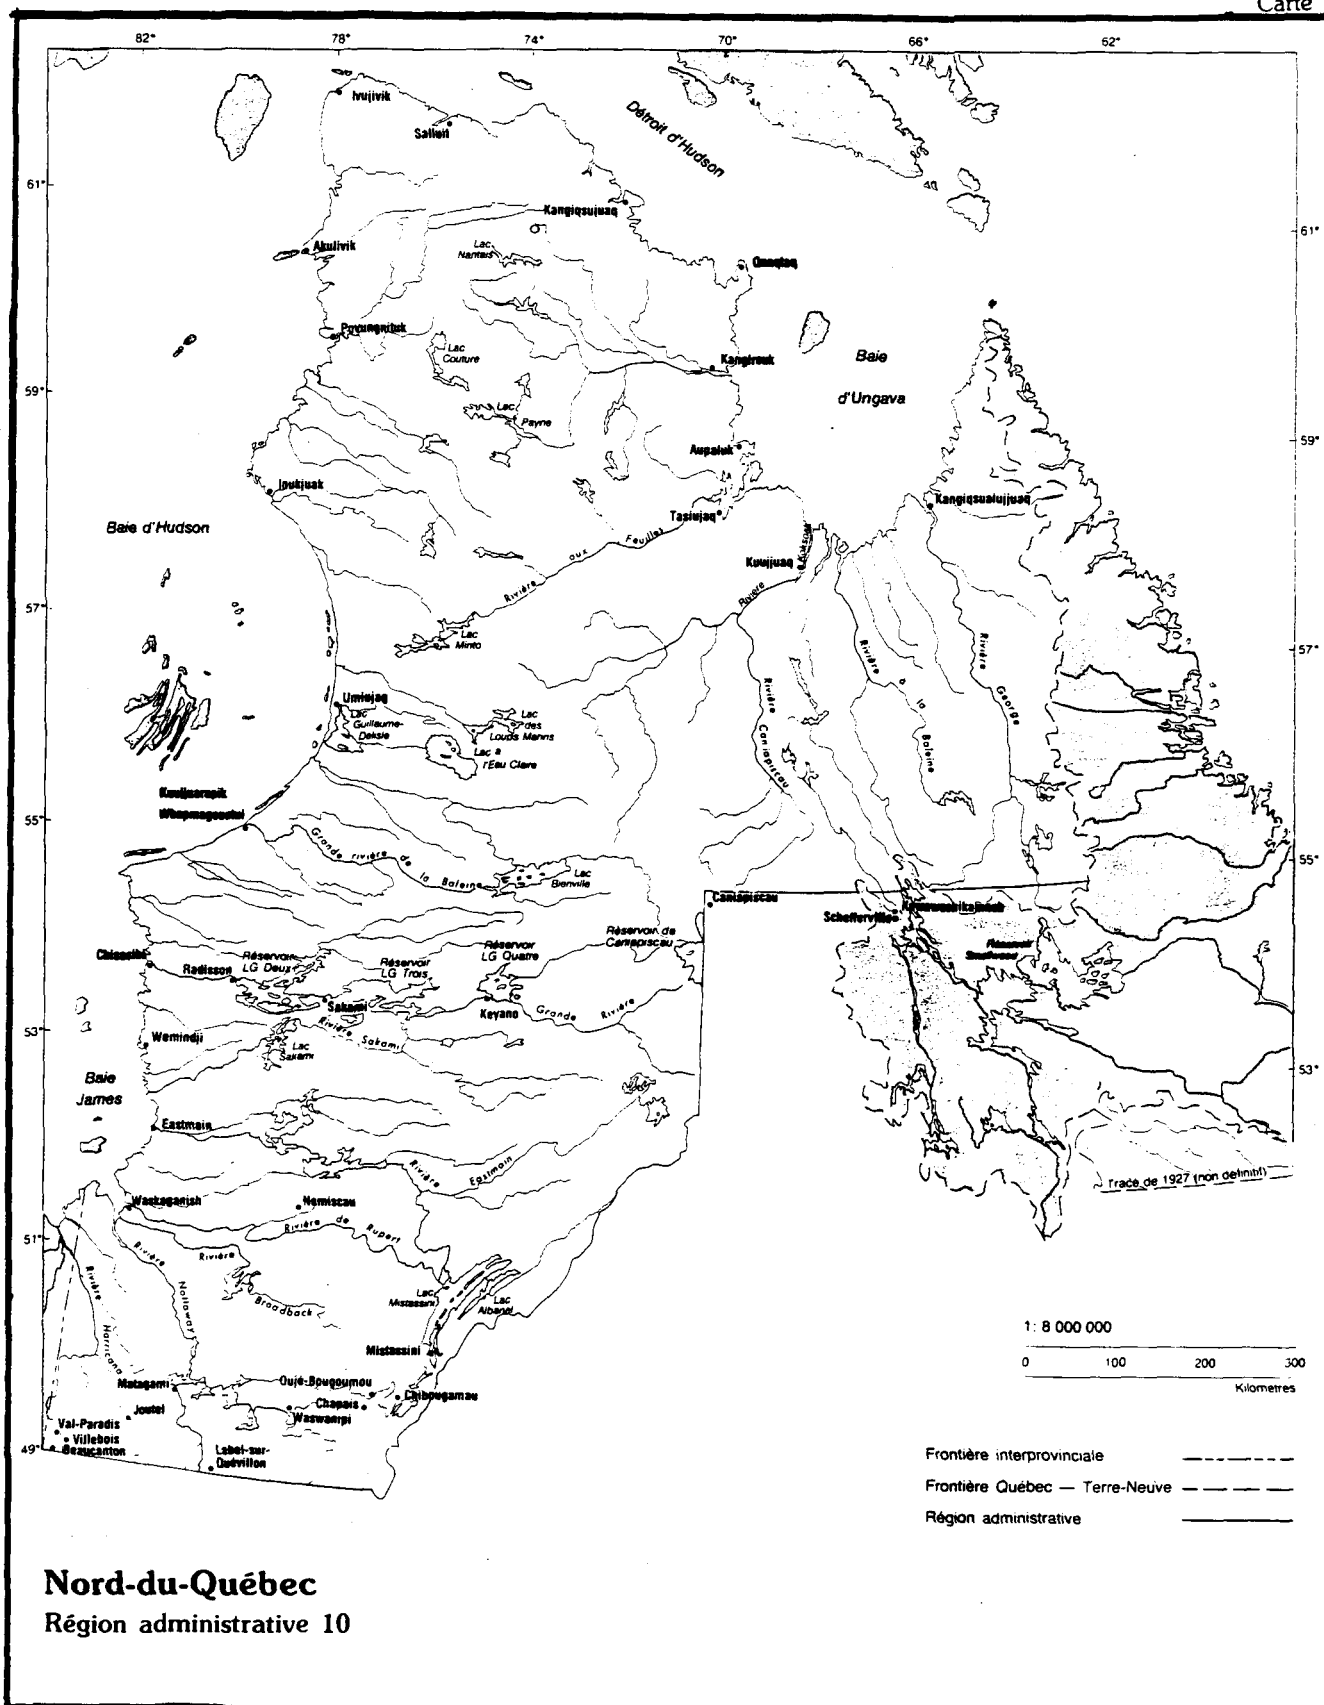 Carte
82°
78°
74°
70°
66°
62°
Ivujivik
Salluit
Détroit d'Hudson
61°
Kangiqsujuaq
61°
Akulivik
Lac
Nantais
Quaqtaq
Povungnituk
Lac
Couture
Kangirsuk
Baie
d'Ungava
59°
Lac
Payne
Aupaluk
59°
Inukjuak
Kangiqsualujjuaq
Tasiujaq
Baie d'Hudson
Rivière aux Feuilles
Kuujjuaq
Rivière Koksoak
57°
Lac
Minto
57°
Rivière Caniapiscau
Rivière à la Baleine
Rivière George
Umiujaq
Lac
Guillaume-
Delisle
Lac
des
Loups Marins
Lac à
l'Eau Claire
Kuujjuarapik
Whapmagoostui
55°
55°
Grande rivière de la Baleine
Lac
Bienville
Caniapiscau
Schefferville
Kawawachikamach
Chisasibi
Radisson
Réservoir
LG Deux
Réservoir
LG Trois
Réservoir
LG Quatre
Réservoir de
Caniapiscau
Réservoir
Smallwood
Sakami
Keyano
Grande Rivière
53°
Wemindji
Rivière Sakami
Lac
Sakami
53°
Baie
James
Eastmain
Rivière Eastmain
Tracé de 1927 (non définitif)
Waskaganish
Nemiscau
Rivière de Rupert
51°
Rivière Nottaway
Rivière Broadback
Rivière Harricana
Lac
Mistassini
Lac
Albanel
Mistassini
Matagami
Oujé-Bougoumou
Chapais
Chibougamau
Joutel
Waswanipi
Val-Paradis
Villebois
Beaucanton
49°
Lebel-sur-
Quévillon
1: 8 000 000
0 100 200 300
Kilomètres
Frontière interprovinciale
Frontière Québec — Terre-Neuve
Région administrative
Nord-du-Québec
Région administrative 10